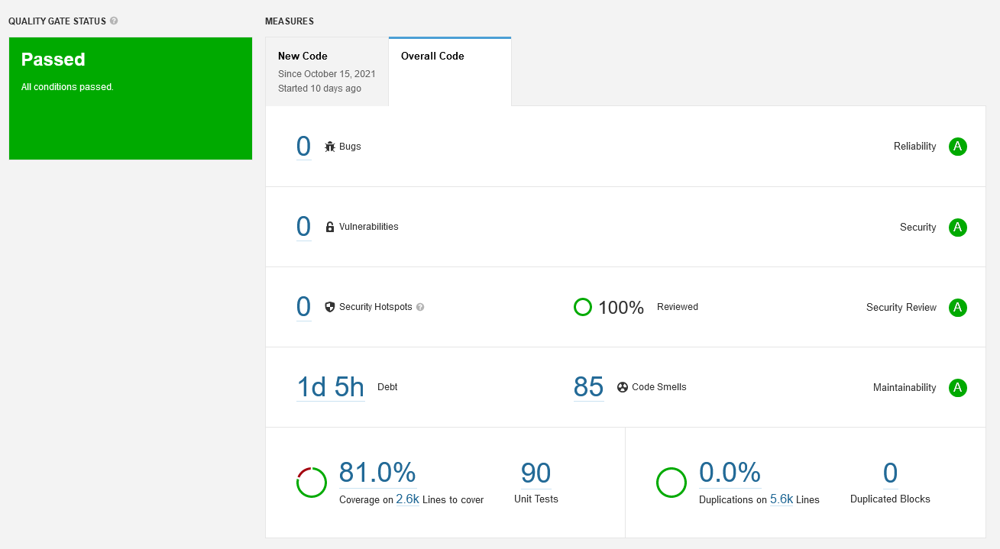 QUALITY GATE STATUS ?
MEASURES
Passed
All conditions passed.
New Code
Since October 15, 2021
Started 10 days ago
Overall Code
0 Bugs
Reliability A
0 Vulnerabilities
Security A
0 Security Hotspots ?
100% Reviewed
Security Review A
1d 5h Debt
85 Code Smells
Maintainability A
81.0%
Coverage on 2.6k Lines to cover
90
Unit Tests
0.0%
Duplications on 5.6k Lines
0
Duplicated Blocks